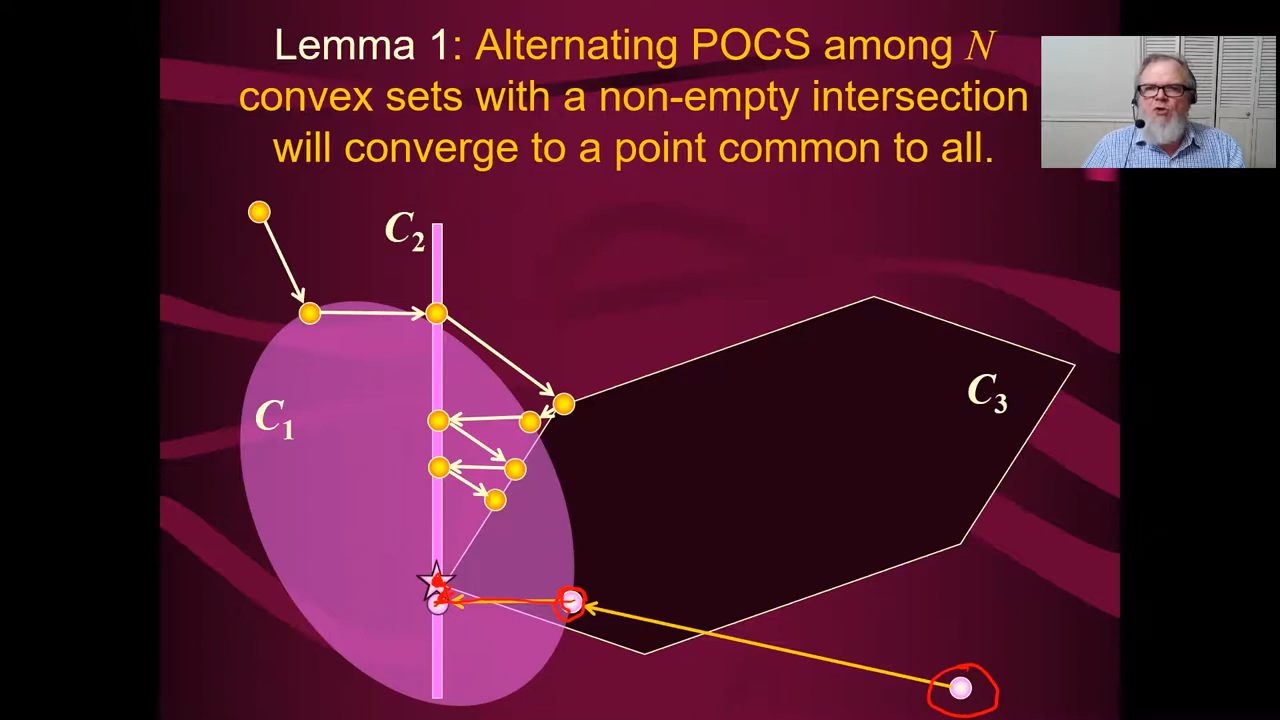 Lemma 1: Alternating POCS among N
convex sets with a non-empty intersection
will converge to a point common to all.
C2
C3
C1